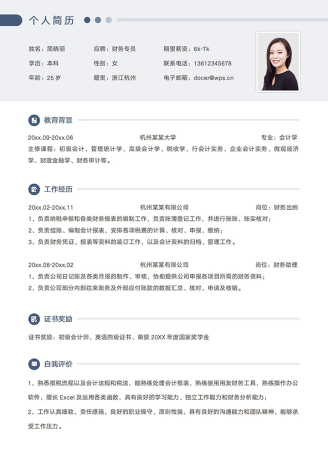 个人简历
姓名：简晓丽 应聘：财务专员 期望薪资：6k-7k
学历：本科 性别：女 联系电话：13612345678
年龄：25岁 籍贯：浙江杭州 电子邮箱：docer@wps.cn
教育背景
20xx.09-20xx.06 杭州某某大学 专业：会计学
主修课程：初级会计、管理统计学、高级会计学、税收学、行会计实务、企业会计实务、微观经济
学、财政金融学、财务审计等。
工作经历
20xx.02-20xx.11 杭州某某有限公司 岗位：财务出纳
1、负责纳税申报和各类财务报表的编制工作，负责账簿登记工作，并进行账账、账实核对；
2、负责结账、编制会计报表，安排各项税费的计算、核对、申报、缴纳；
3、负责财务凭证、报表等资料的装订工作，以及会计资料的归档、管理工作。
20xx.08-20xx.02 杭州某某有限公司 岗位：财务助理
1、负责公司日记账及各类月报的制作、审核，协助提供公司申报各项目所需的财务资料；
2、负责公司部分内部往来账务及外部应付账款的数据汇总、核对、申请及核销。
证书奖励
证书奖励：初级会计师、英语四级证书，荣获20XX年度国家奖学金
自我评价
1、熟悉报税流程以及会计法规和税法，能熟练处理会计报表，熟练使用用友财务工具，熟练操作办公
软件，擅长Excel及运用各类函数，具有良好的学习能力、独立工作能力和财务分析能力；
2、工作认真细致，责任感强，良好的职业操守，原则性强，具有良好的沟通能力和团队精神，能够承
受工作压力。